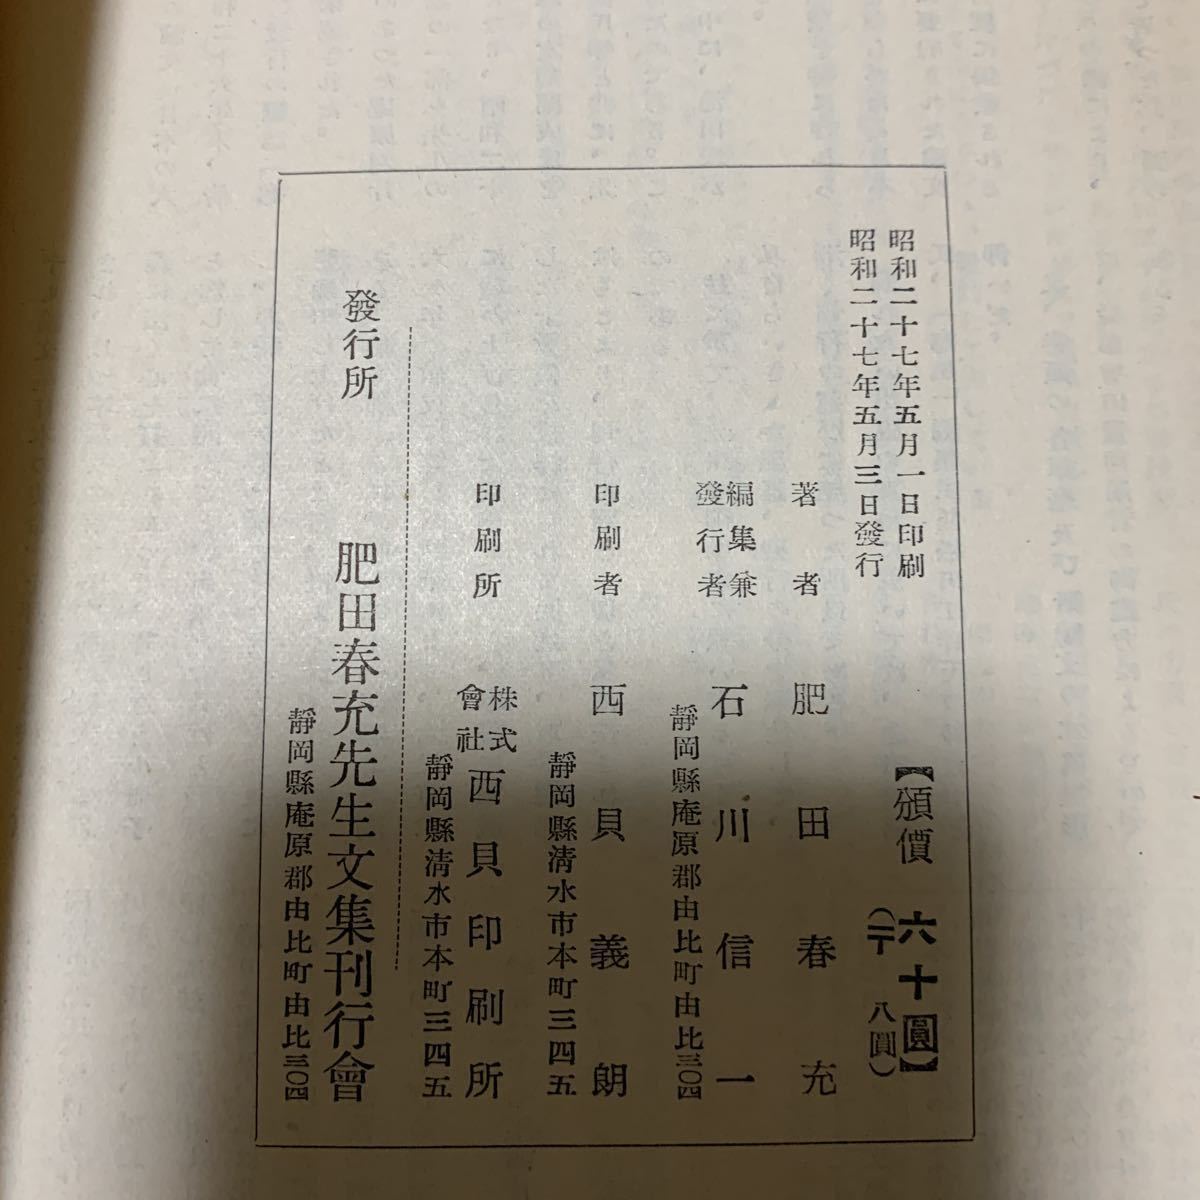 昭和二十七年五月一日印刷
昭和二十七年五月三日發行
【頒價 六十圓】
(〒 八圓)
著者 肥田春充
編集兼
發行者 石川信一
靜岡縣庵原郡由比町由比三〇四
印刷者 西貝義朗
靜岡縣清水市本町三四五
印刷所 株式會社 西貝印刷所
靜岡縣清水市本町三四五
發行所 肥田春充先生文集刊行會
靜岡縣庵原郡由比町由比三〇四